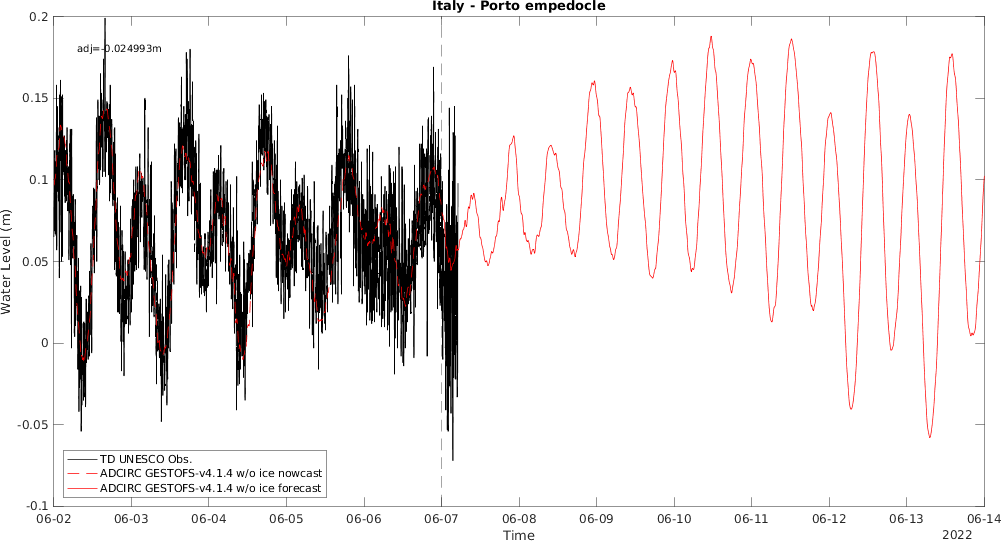 Italy - Porto empedocle
adj=-0.024993m
0.2
0.15
0.1
0.05
0
-0.05
-0.1
Water Level (m)
TD UNESCO Obs.
ADCIRC GESTOFS-v4.1.4 w/o ice nowcast
ADCIRC GESTOFS-v4.1.4 w/o ice forecast
06-02 06-03 06-04 06-05 06-06 06-07 06-08 06-09 06-10 06-11 06-12 06-13 06-14
Time
2022